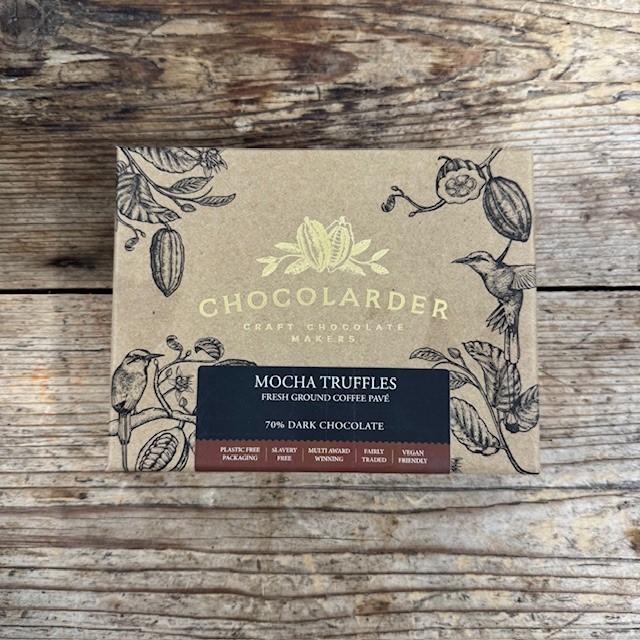 CHOCOLARDER
CRAFT CHOCOLATE
MAKERS
MOCHA TRUFFLES
FRESH GROUND COFFEE PAVÉ
70% DARK CHOCOLATE
PLASTIC FREE PACKAGING
SLAVERY FREE
MULTI AWARD WINNING
FAIRLY TRADED
VEGAN FRIENDLY